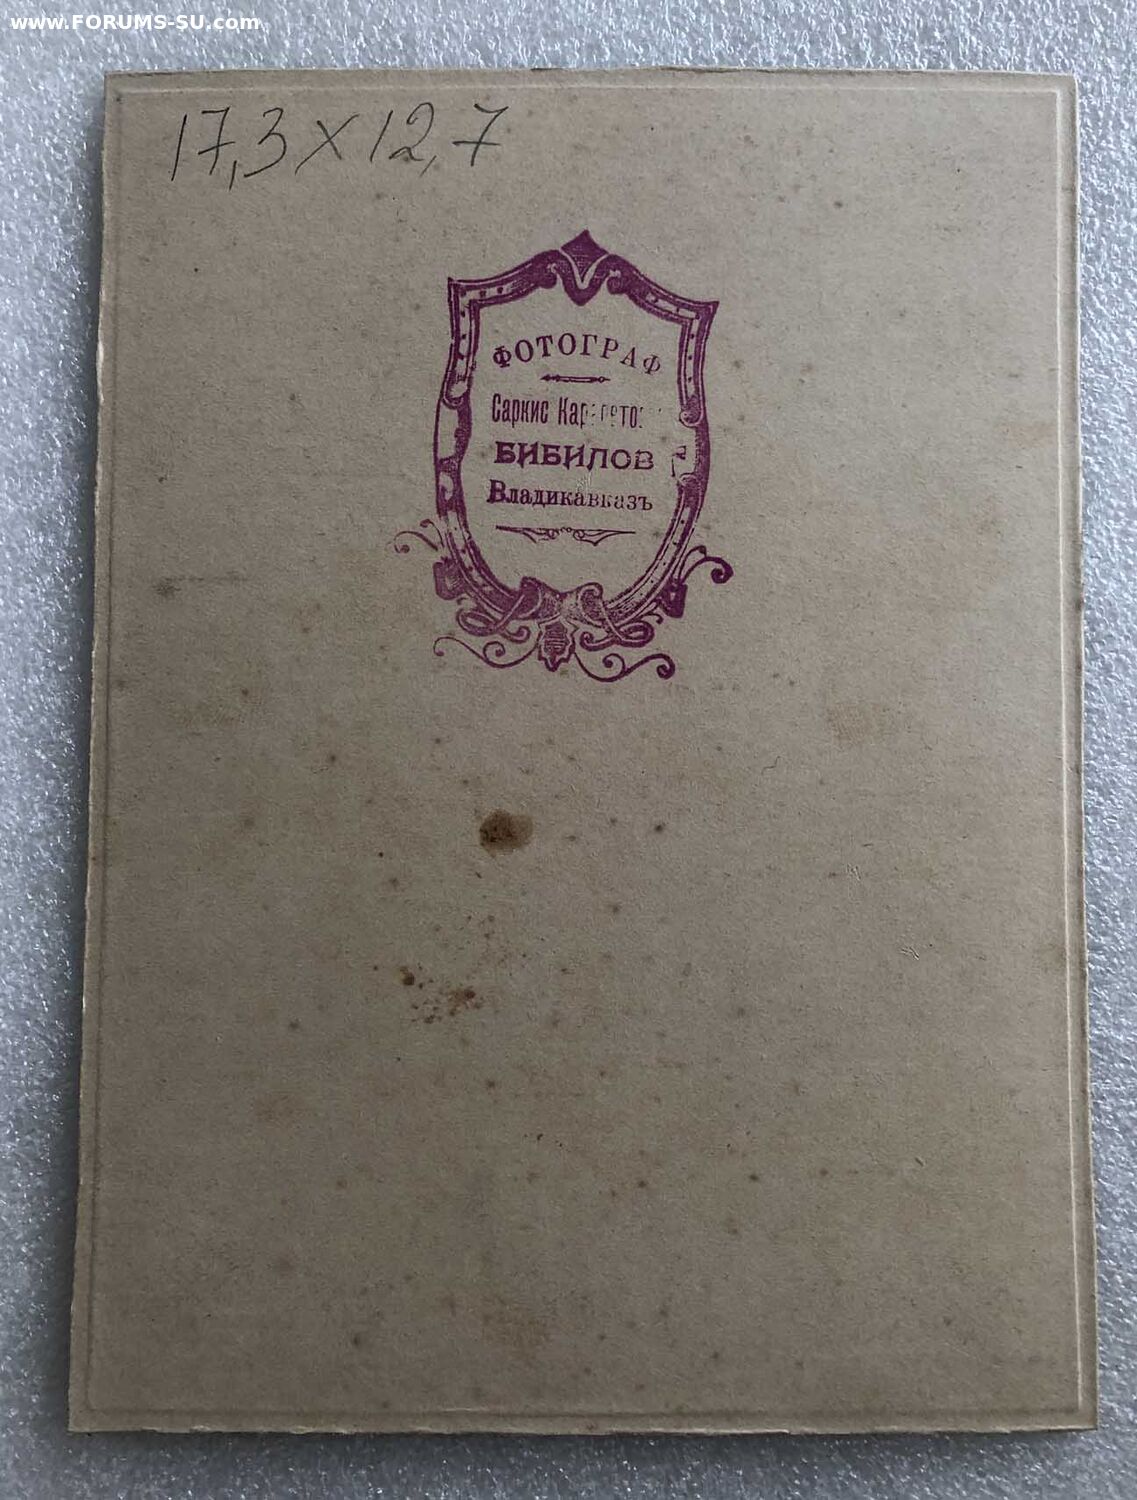 www.FORUMS-SU.com
17,3 x 12,7
ФОТОГРАФ
Саркис
БИБИЛОВ
Владикавказъ